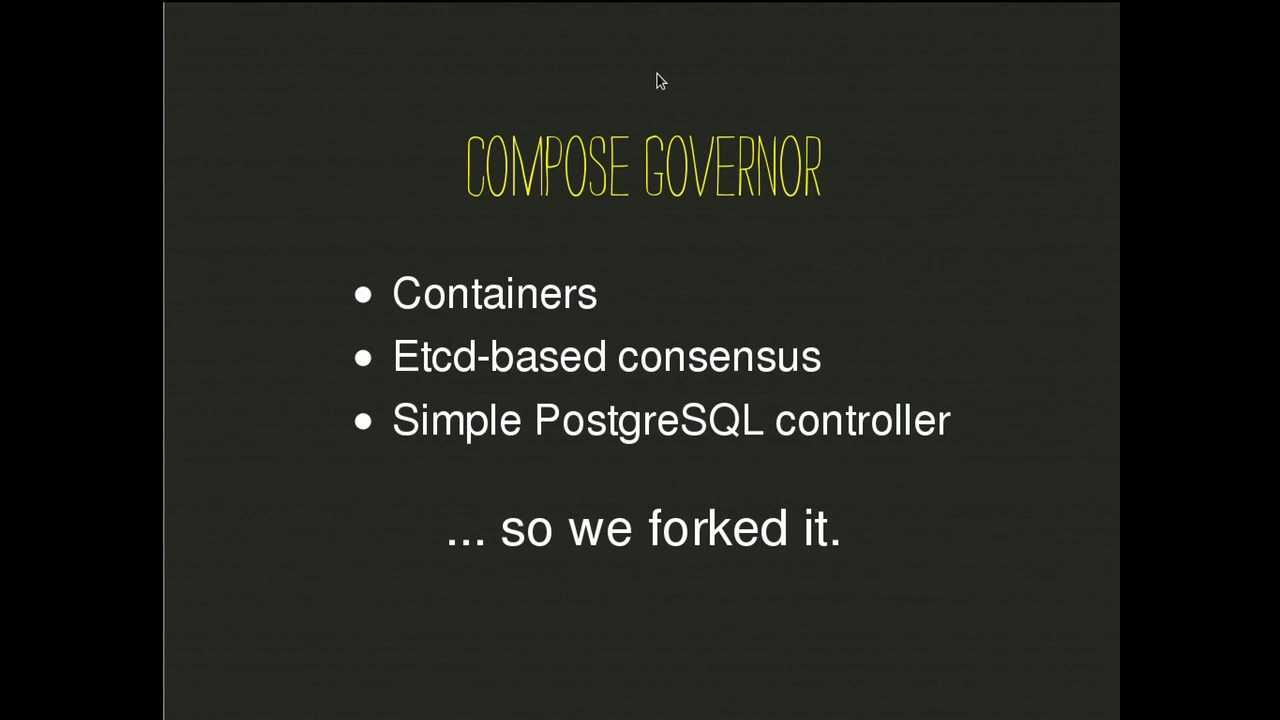 COMPOSE GOVERNOR
• Containers
• Etcd-based consensus
• Simple PostgreSQL controller
... so we forked it.